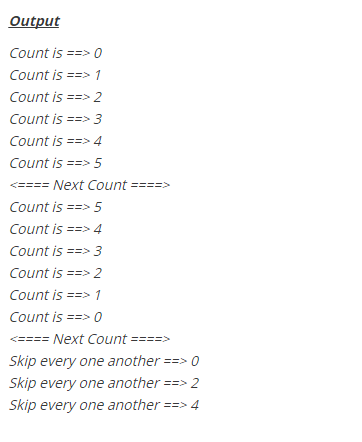 Output
Count is ==> 0
Count is ==> 1
Count is ==> 2
Count is ==> 3
Count is ==> 4
Count is ==> 5
<==== Next Count ====>
Count is ==> 5
Count is ==> 4
Count is ==> 3
Count is ==> 2
Count is ==> 1
Count is ==> 0
<==== Next Count ====>
Skip every one another ==> 0
Skip every one another ==> 2
Skip every one another ==> 4